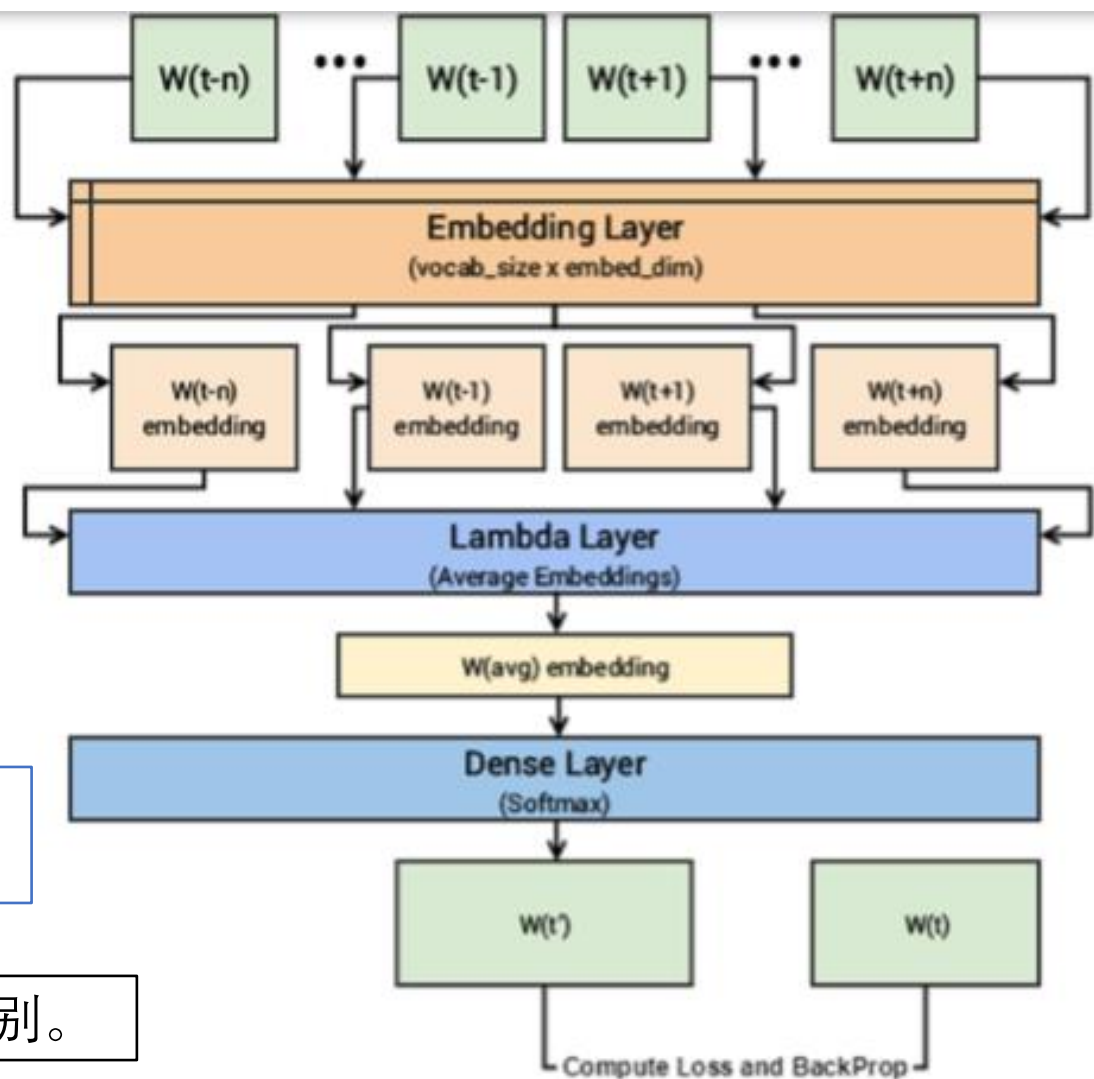 W(t-n) ••• W(t-1) W(t+1) ••• W(t+n)
Embedding Layer
(vocab_size x embed_dim)
W(t-n) embedding
W(t-1) embedding
W(t+1) embedding
W(t+n) embedding
Lambda Layer
(Average Embeddings)
W(avg) embedding
Dense Layer
(Softmax)
W(t')
W(t)
别。
Compute Loss and BackProp